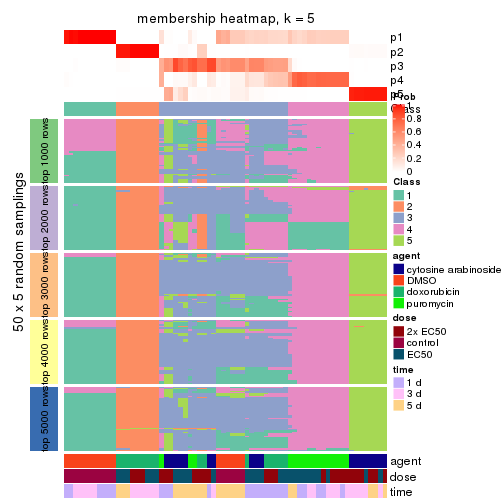 membership heatmap, k = 5
p1
p2
p3
p4
p5
Prob
1
0.8
0.6
0.4
0.2
0
Class
1
2
3
4
5
agent
cytosine arabinoside
DMSO
doxorubicin
puromycin
dose
2x EC50
control
EC50
time
1 d
3 d
5 d
50 x 5 random samplings
top 1000 rows
top 2000 rows
top 3000 rows
top 4000 rows
top 5000 rows
agent
dose
time